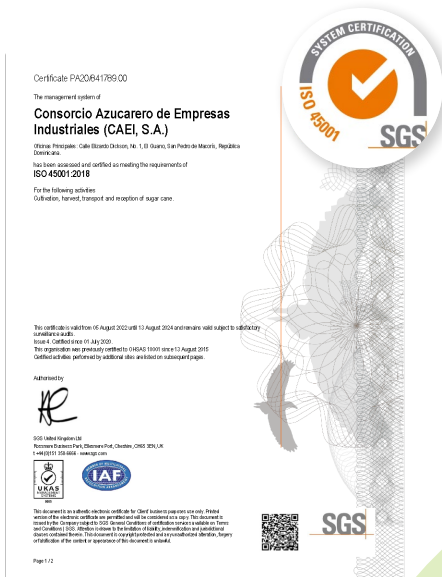 SYSTEM CERTIFICATION
ISO 45001
SGS
Certificate PA20/841789.00
The management system of
Consorcio Azucarero de Empresas
Industriales (CAEI, S.A.)
Oficinas Principales: Calle Elizardo Dickson, No. 1, El Guano, San Pedro de Macorís, República
Dominicana.
has been assessed and certified as meeting the requirements of
ISO 45001:2018
For the following activities
Cultivation, harvest, transport and reception of sugar cane.
This certificate is valid from 05 August 2022 until 13 August 2024 and remains valid subject to satisfactory
surveillance audits.
Issue 4. Certified since 01 July 2020.
This organisation was previously certified to OHSAS 18001 since 13 August 2015
Certified activities performed by additional sites are listed on subsequent pages.
Authorised by
SGS United Kingdom Ltd
Rossmore Business Park, Ellesmere Port, Cheshire, CH65 3EN, UK
t +44 (0)151 350-6666 - www.sgs.com
UKAS
MANAGEMENT
SYSTEMS
0005
IAF
This document is an authentic electronic certificate for Client business purposes use only. Printed
version of the electronic certificate are permitted and will be considered as a copy. This document is
issued by the Company subject to SGS General Conditions of certification services available on Terms
and Conditions | SGS. Attention is drawn to the limitation of liability, indemnification and jurisdictional
clauses contained therein. This document is copyright protected and any unauthorized alteration, forgery
or falsification of the content or appearance of this document is unlawful.
SGS
Page 1 / 2